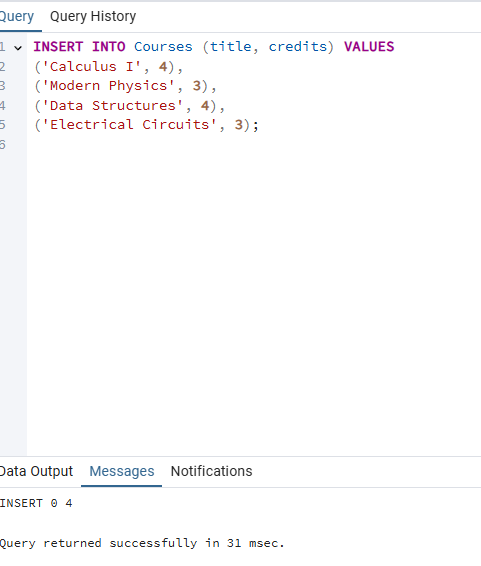 Query Query History
1 INSERT INTO Courses (title, credits) VALUES
2 ('Calculus I', 4),
3 ('Modern Physics', 3),
4 ('Data Structures', 4),
5 ('Electrical Circuits', 3);
6
Data Output Messages Notifications
INSERT 0 4
Query returned successfully in 31 msec.